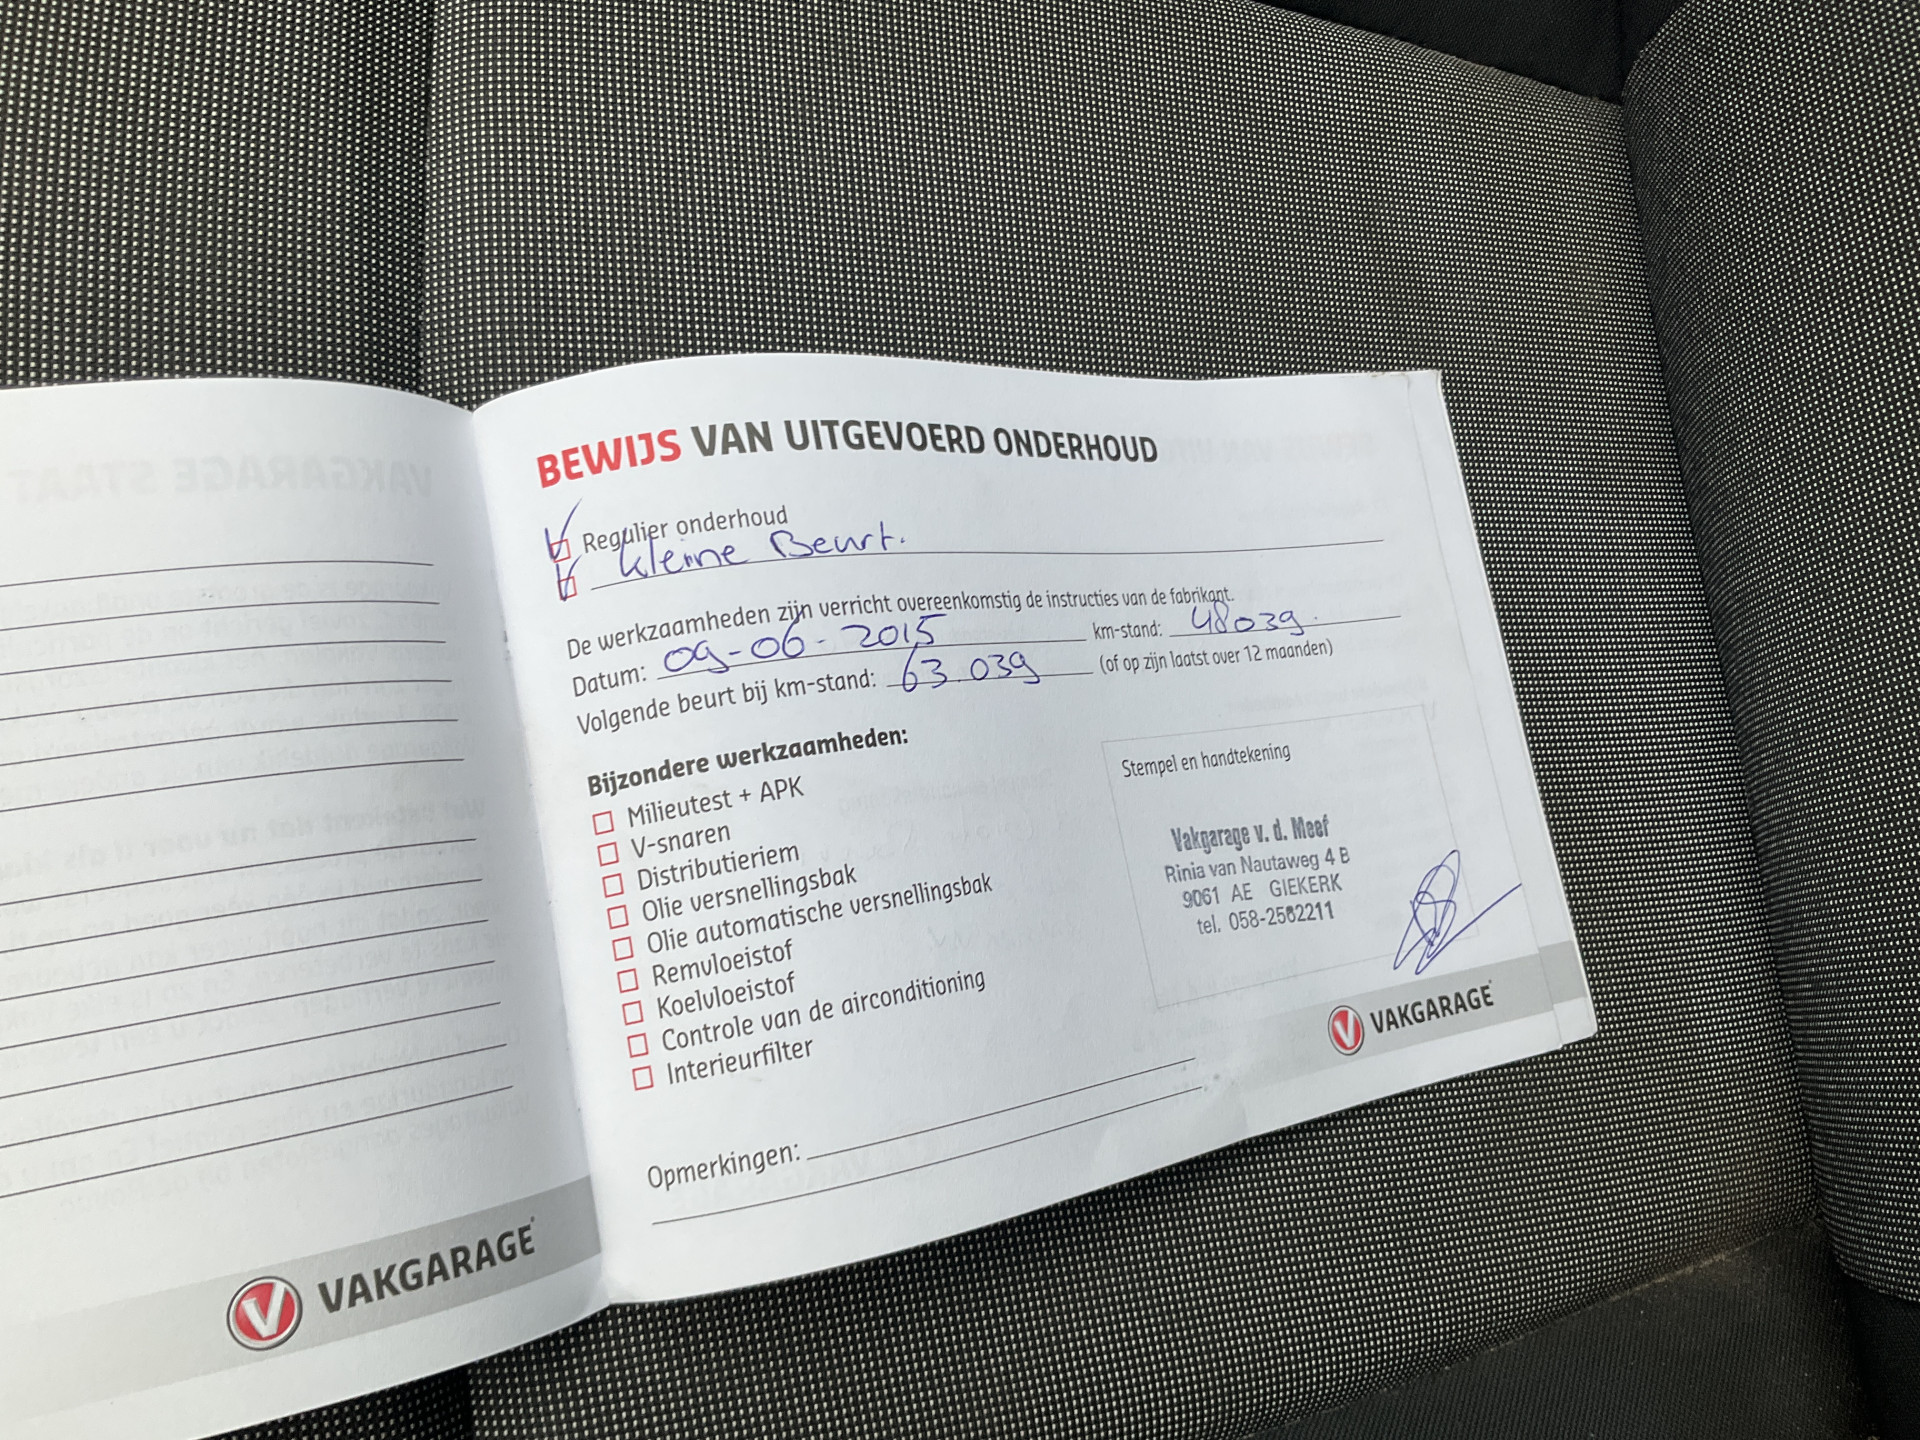 BEWIJS VAN UITGEVOERD ONDERHOUD
Regulier onderhoud
Kleine Beurt.
De werkzaamheden zijn verricht overeenkomstig de instructies van de fabrikant.
Datum: 09-06-2015 km-stand: 48039.
Volgende beurt bij km-stand: 63.039 (of op zijn laatst over 12 maanden)
Bijzondere werkzaamheden:
Milieutest + APK
V-snaren
Distributieriem
Olie versnellingsbak
Olie automatische versnellingsbak
Remvloeistof
Koelvloeistof
Controle van de airconditioning
Interieurfilter
Opmerkingen:
Stempel en handtekening
Vakgarage v. d. Meef
Rinia van Nautaweg 4 B
9061 AE GIEKERK
tel. 058-2562211
VAKGARAGE
VAKGARAGE
VAKGARAGE STAAT